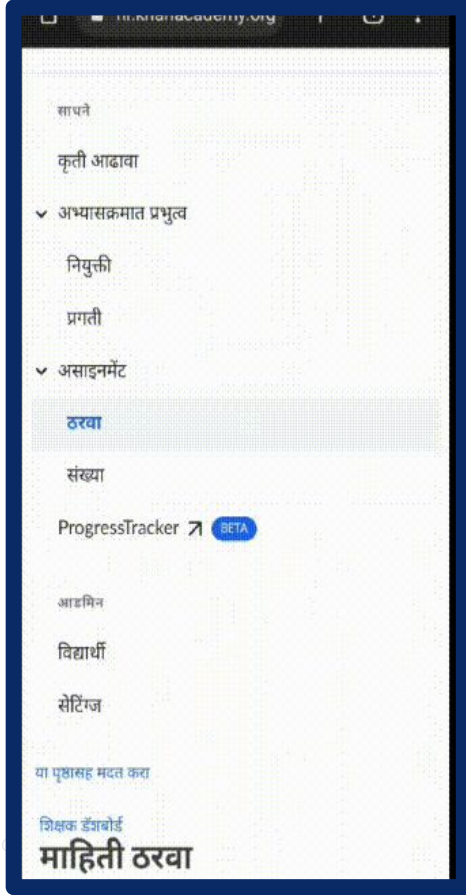 साधने
कृती आढावा
अभ्यासक्रमात प्रभुत्व
नियुक्ती
प्रगती
असाइनमेंट
ठरवा
संख्या
ProgressTracker BETA
आडमिन
विद्यार्थी
सेटिंग्ज
या पृष्ठासह मदत करा
शिक्षक डॅशबोर्ड
माहिती ठरवा